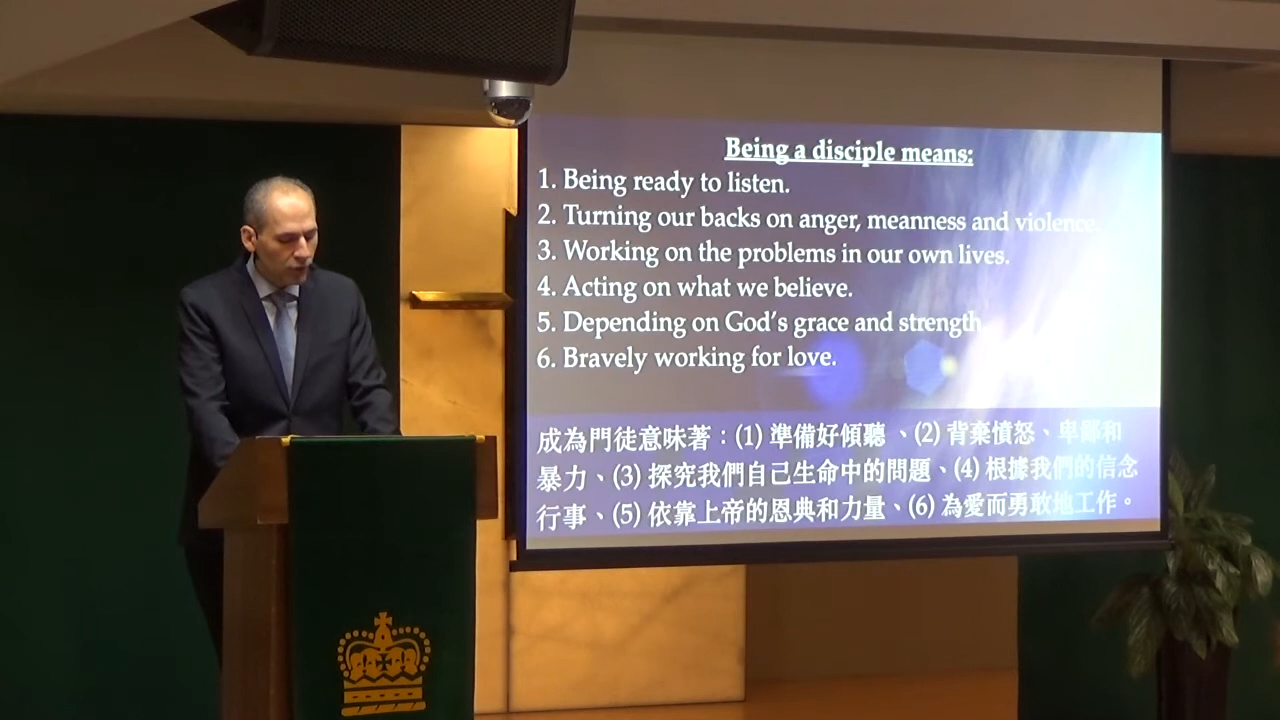 Being a disciple means:
1. Being ready to listen.
2. Turning our backs on anger, meanness and violence.
3. Working on the problems in our own lives.
4. Acting on what we believe.
5. Depending on God's grace and strength
6. Bravely working for love.
成為門徒意味著：(1) 準備好傾聽 、(2) 背棄憤怒、卑鄙和
暴力、(3) 探究我們自己生命中的問題、(4) 根據我們的信念
行事、(5) 依靠上帝的恩典和力量、(6) 為愛而勇敢地工作。